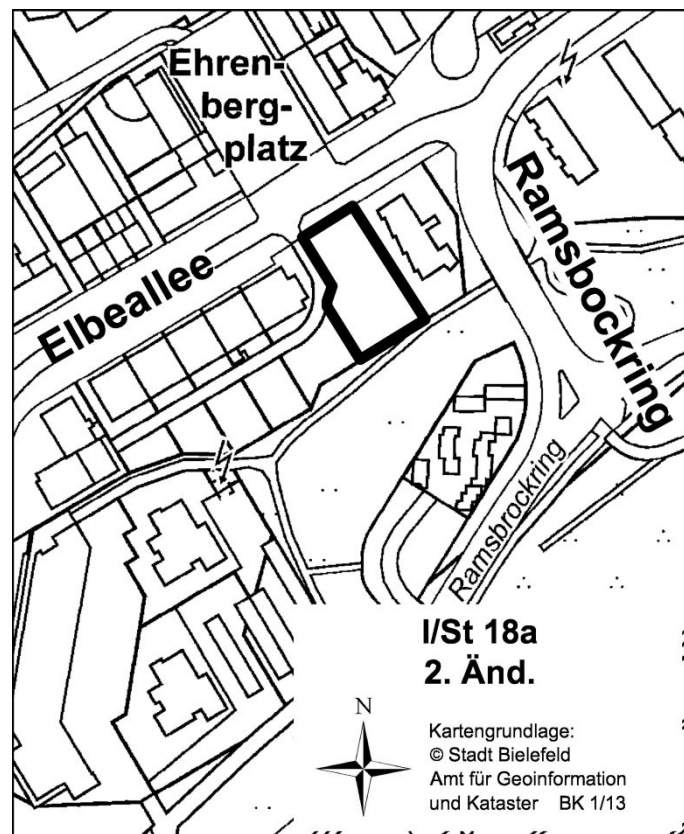 Ehren-
berg-
platz
Elbeallee
Ramsbockring
Ramsbrockring
I/St 18a
2. Änd.
N
Kartengrundlage:
© Stadt Bielefeld
Amt für Geoinformation
und Kataster BK 1/13